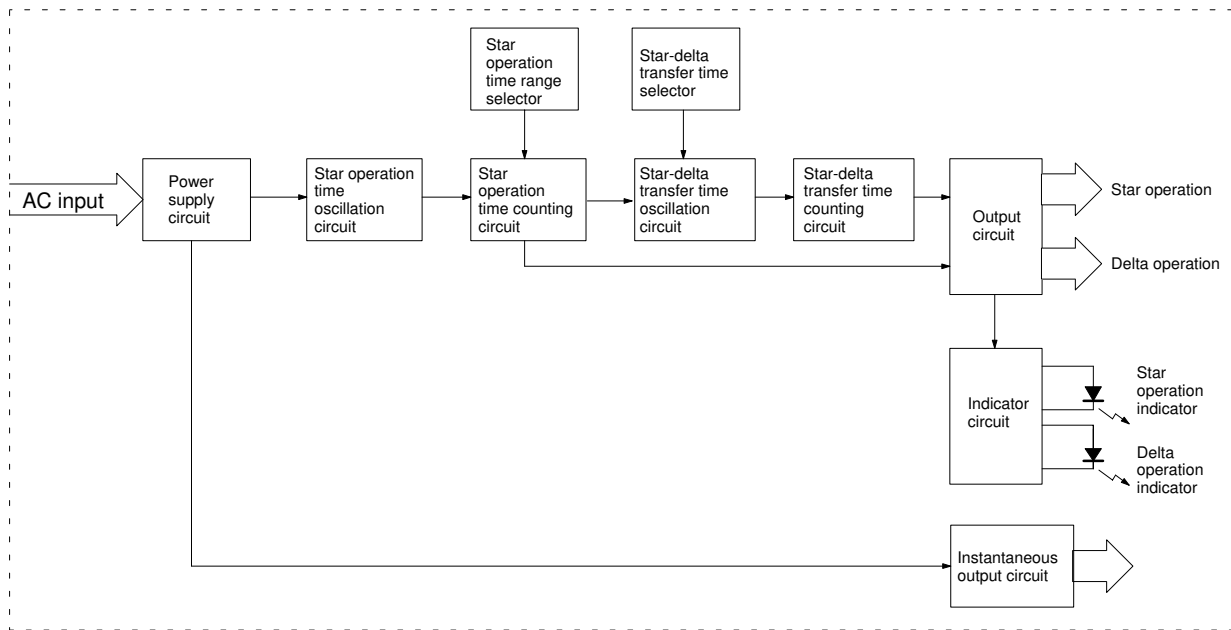 Star
operation
time range
selector
Star-delta
transfer time
selector
AC input
Power
supply
circuit
Star operation
time
oscillation
circuit
Star
operation
time counting
circuit
Star-delta
transfer time
oscillation circuit
Star-delta
transfer time
counting
circuit
Output
circuit
Star operation
Delta operation
Indicator
circuit
Star
operation
indicator
Delta
operation
indicator
Instantaneous
output circuit